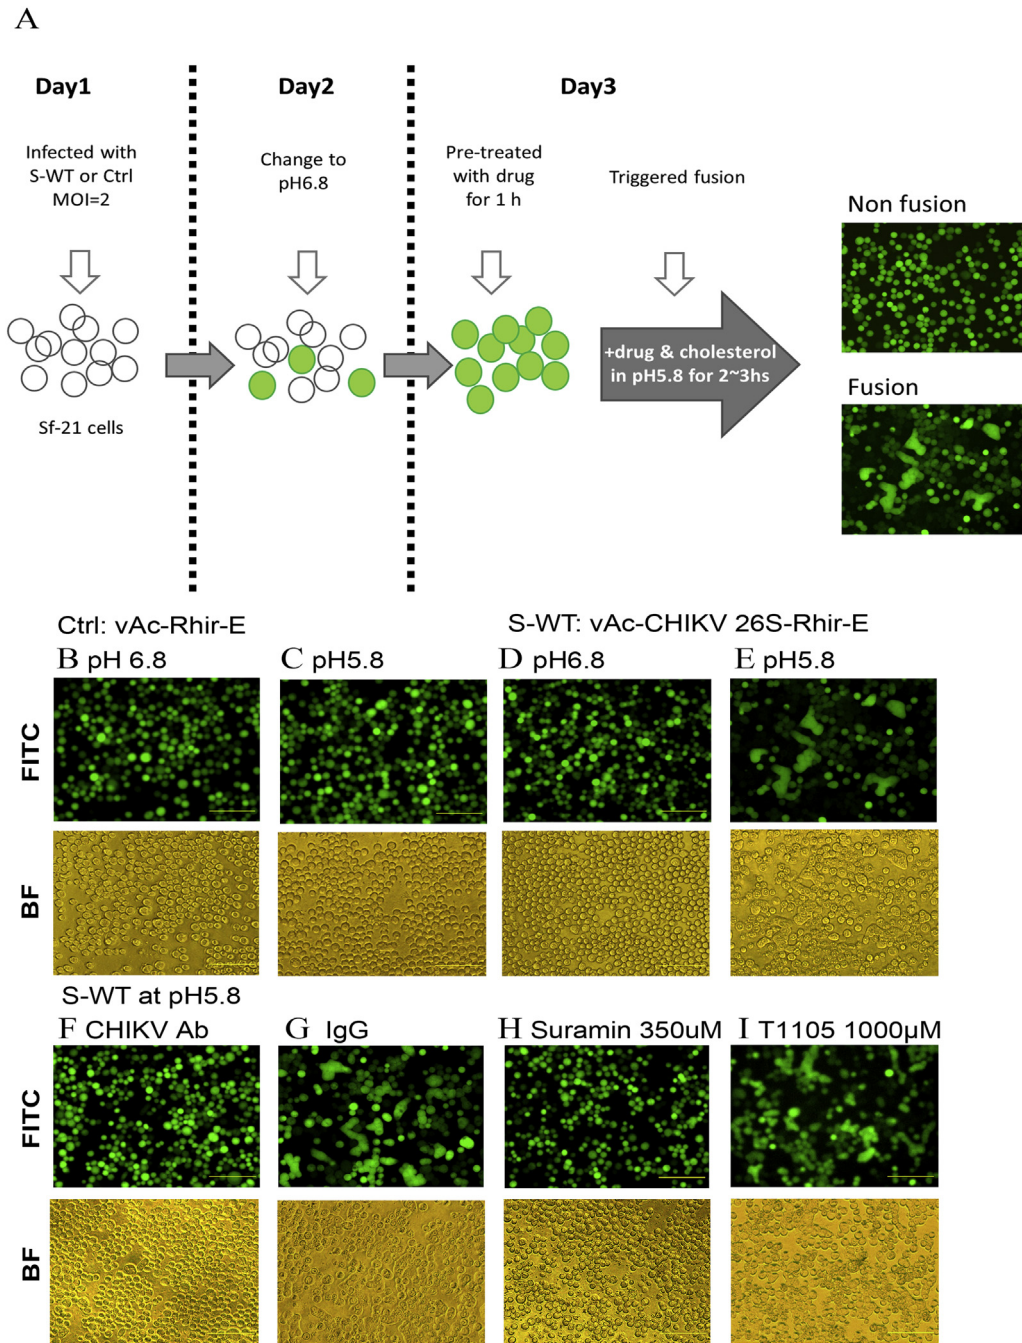 A
Day1
Day2
Day3
Infected with
S-WT or Ctrl
MOI=2
Change to
pH6.8
Pre-treated
with drug
for 1 h
Triggered fusion
Non fusion
+drug & cholesterol
in pH5.8 for 2~3hs
Fusion
Sf-21 cells
Ctrl: vAc-Rhir-E
S-WT: vAc-CHIKV 26S-Rhir-E
B pH 6.8
C pH5.8
D pH6.8
E pH5.8
FITC
BF
S-WT at pH5.8
F CHIKV Ab
G IgG
H Suramin 350uM
I T1105 1000µM
FITC
BF